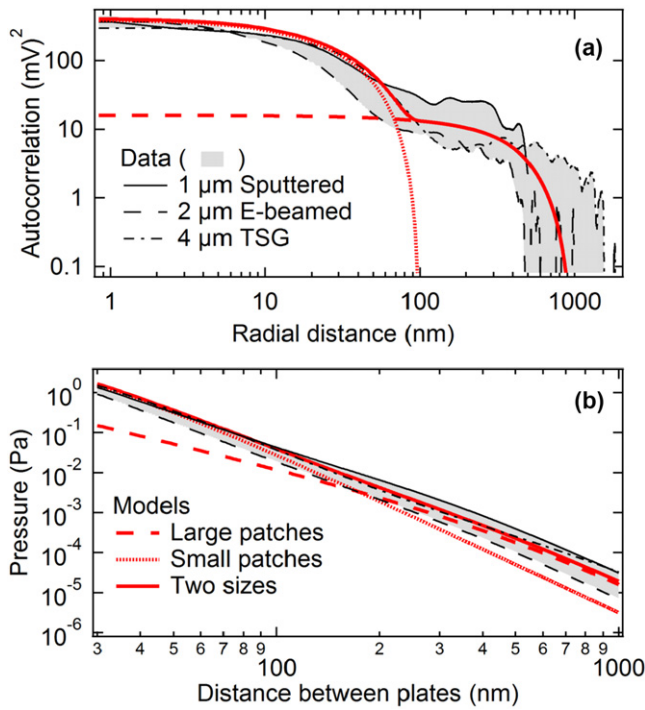 (a)
Autocorrelation (mV)²
100
10
1
0.1
Data ( )
1 µm Sputtered
2 µm E-beamed
4 µm TSG
1 10 100 1000
Radial distance (nm)
(b)
Pressure (Pa)
10⁰
10⁻¹
10⁻²
10⁻³
10⁻⁴
10⁻⁵
10⁻⁶
Models
Large patches
Small patches
Two sizes
3 4 5 6 7 8 9 100 2 3 4 5 6 7 8 9 1000
Distance between plates (nm)